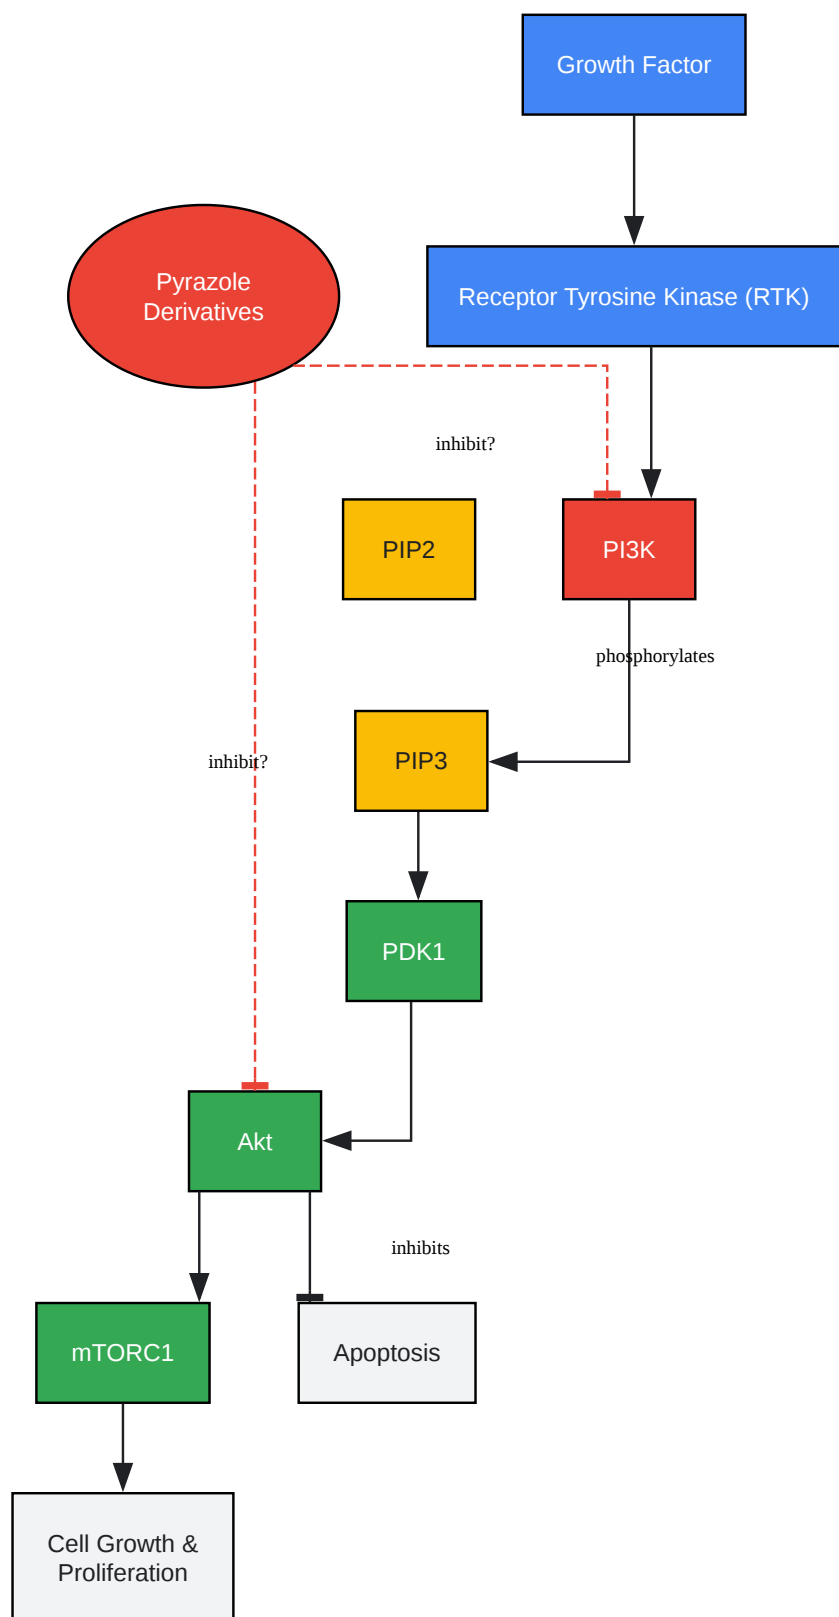 Growth Factor
Pyrazole
Derivatives
Receptor Tyrosine Kinase (RTK)
inhibit?
PIP2
PI3K
phosphorylates
PIP3
inhibit?
PDK1
Akt
inhibits
mTORC1
Apoptosis
Cell Growth &
Proliferation